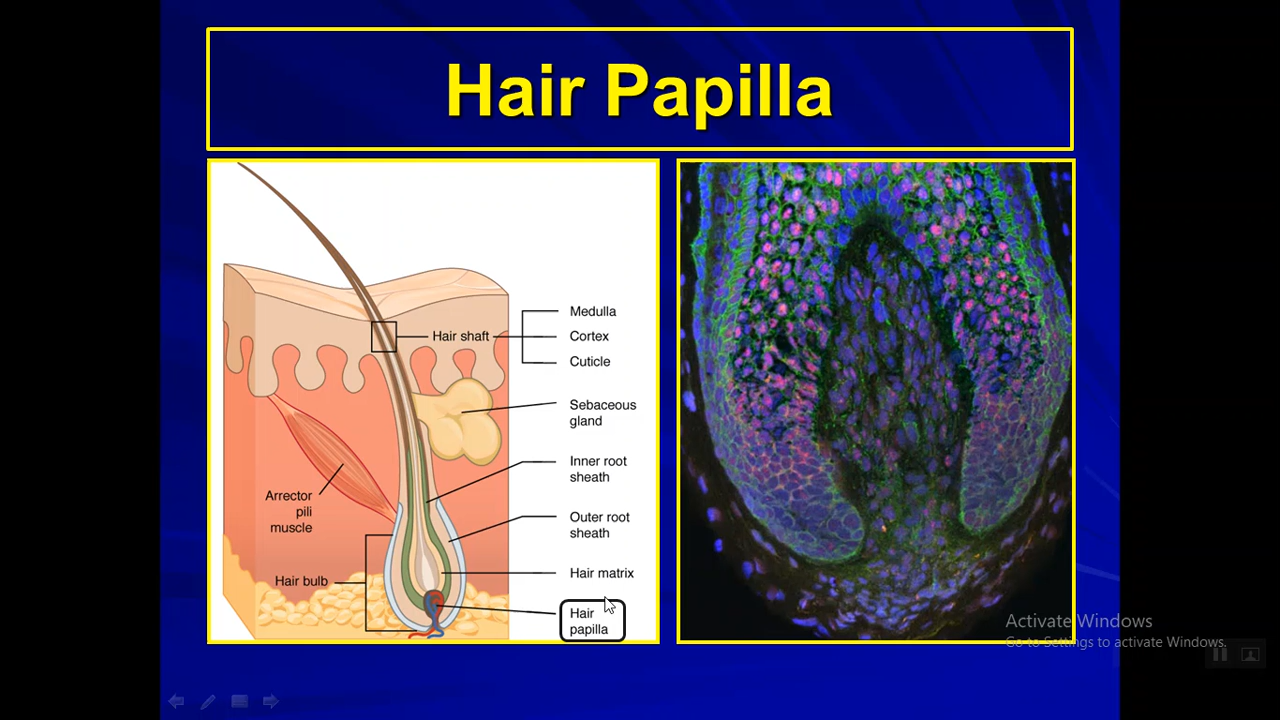 Hair Papilla
Medulla
Hair shaft
Cortex
Cuticle
Sebaceous
gland
Inner root
sheath
Arrector
pili
muscle
Outer root
sheath
Hair bulb
Hair matrix
Hair
papilla
Activate Windows
Go to Settings to activate Windows.